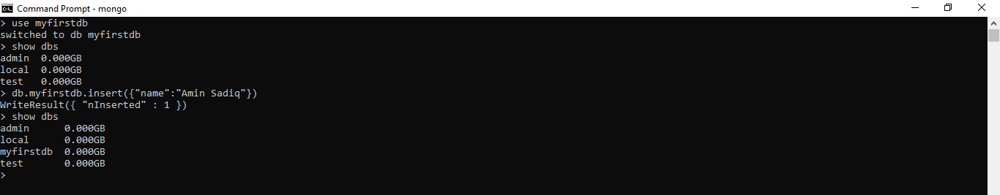 Command Prompt - mongo
> use myfirstdb
switched to db myfirstdb
> show dbs
admin  0.000GB
local  0.000GB
test   0.000GB
> db.myfirstdb.insert({"name":"Amin Sadiq"})
WriteResult({ "nInserted" : 1 })
> show dbs
admin      0.000GB
local      0.000GB
myfirstdb  0.000GB
test       0.000GB
>